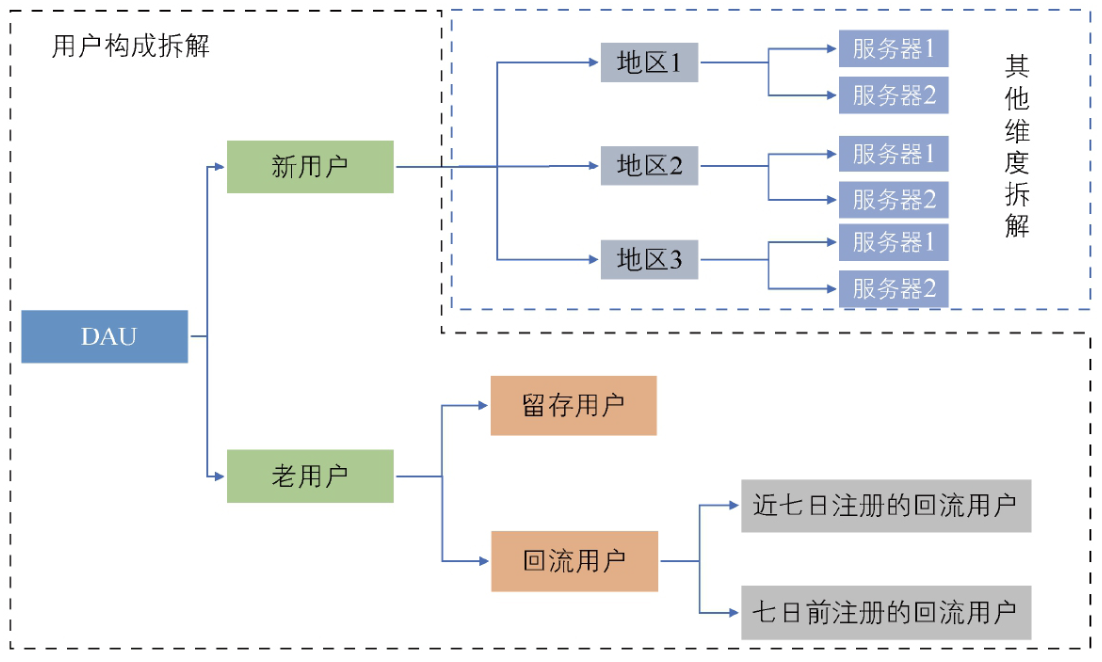 用户构成拆解
地区1
服务器1
服务器2
新用户
地区2
服务器1
服务器2
地区3
服务器1
服务器2
其他维度拆解
DAU
老用户
留存用户
回流用户
近七日注册的回流用户
七日前注册的回流用户